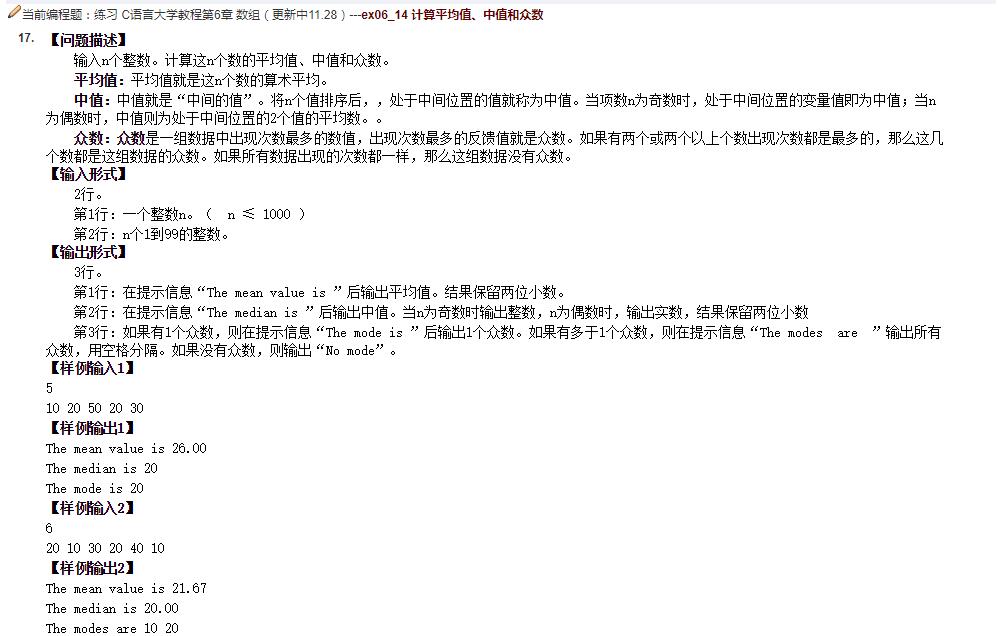 当前编程题：练习 C语言大学教程第6章 数组（更新中11.28）---ex06_14 计算平均值、中值和众数
17. 【问题描述】
输入n个整数。计算这n个数的平均值、中值和众数。
平均值：平均值就是这n个数的算术平均。
中值：中值就是“中间的值”。将n个值排序后，，处于中间位置的值就称为中值。当项数n为奇数时，处于中间位置的变量值即为中值；当n
为偶数时，中值则为处于中间位置的2个值的平均数。。
众数：众数是一组数据中出现次数最多的数值，出现次数最多的反馈值就是众数。如果有两个或两个以上个数出现次数都是最多的，那么这几
个数都是这组数据的众数。如果所有数据出现的次数都一样，那么这组数据没有众数。
【输入形式】
2行。
第1行：一个整数n。（ n ≤ 1000 ）
第2行：n个1到99的整数。
【输出形式】
3行。
第1行：在提示信息“The mean value is ”后输出平均值。结果保留两位小数。
第2行：在提示信息“The median is ”后输出中值。当n为奇数时输出整数，n为偶数时，输出实数，结果保留两位小数
第3行：如果有1个众数，则在提示信息“The mode is ”后输出1个众数。如果有多于1个众数，则在提示信息“The modes are ”输出所有
众数，用空格分隔。如果没有众数，则输出“No mode”。
【样例输入1】
5
10 20 50 20 30
【样例输出1】
The mean value is 26.00
The median is 20
The mode is 20
【样例输入2】
6
20 10 30 20 40 10
【样例输出2】
The mean value is 21.67
The median is 20.00
The modes are 10 20